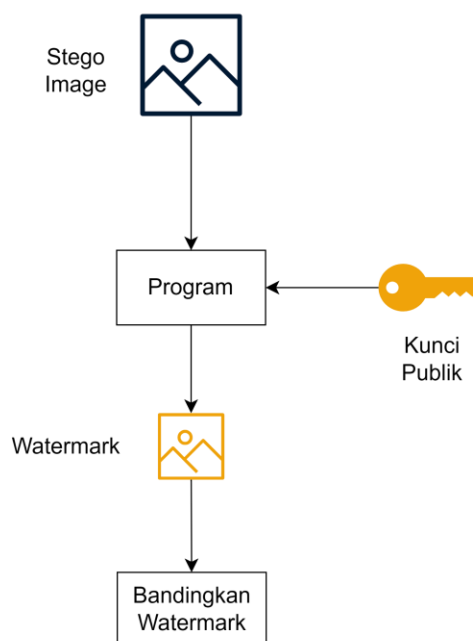 Stego
Image
Program
Kunci
Publik
Watermark
Bandingkan
Watermark